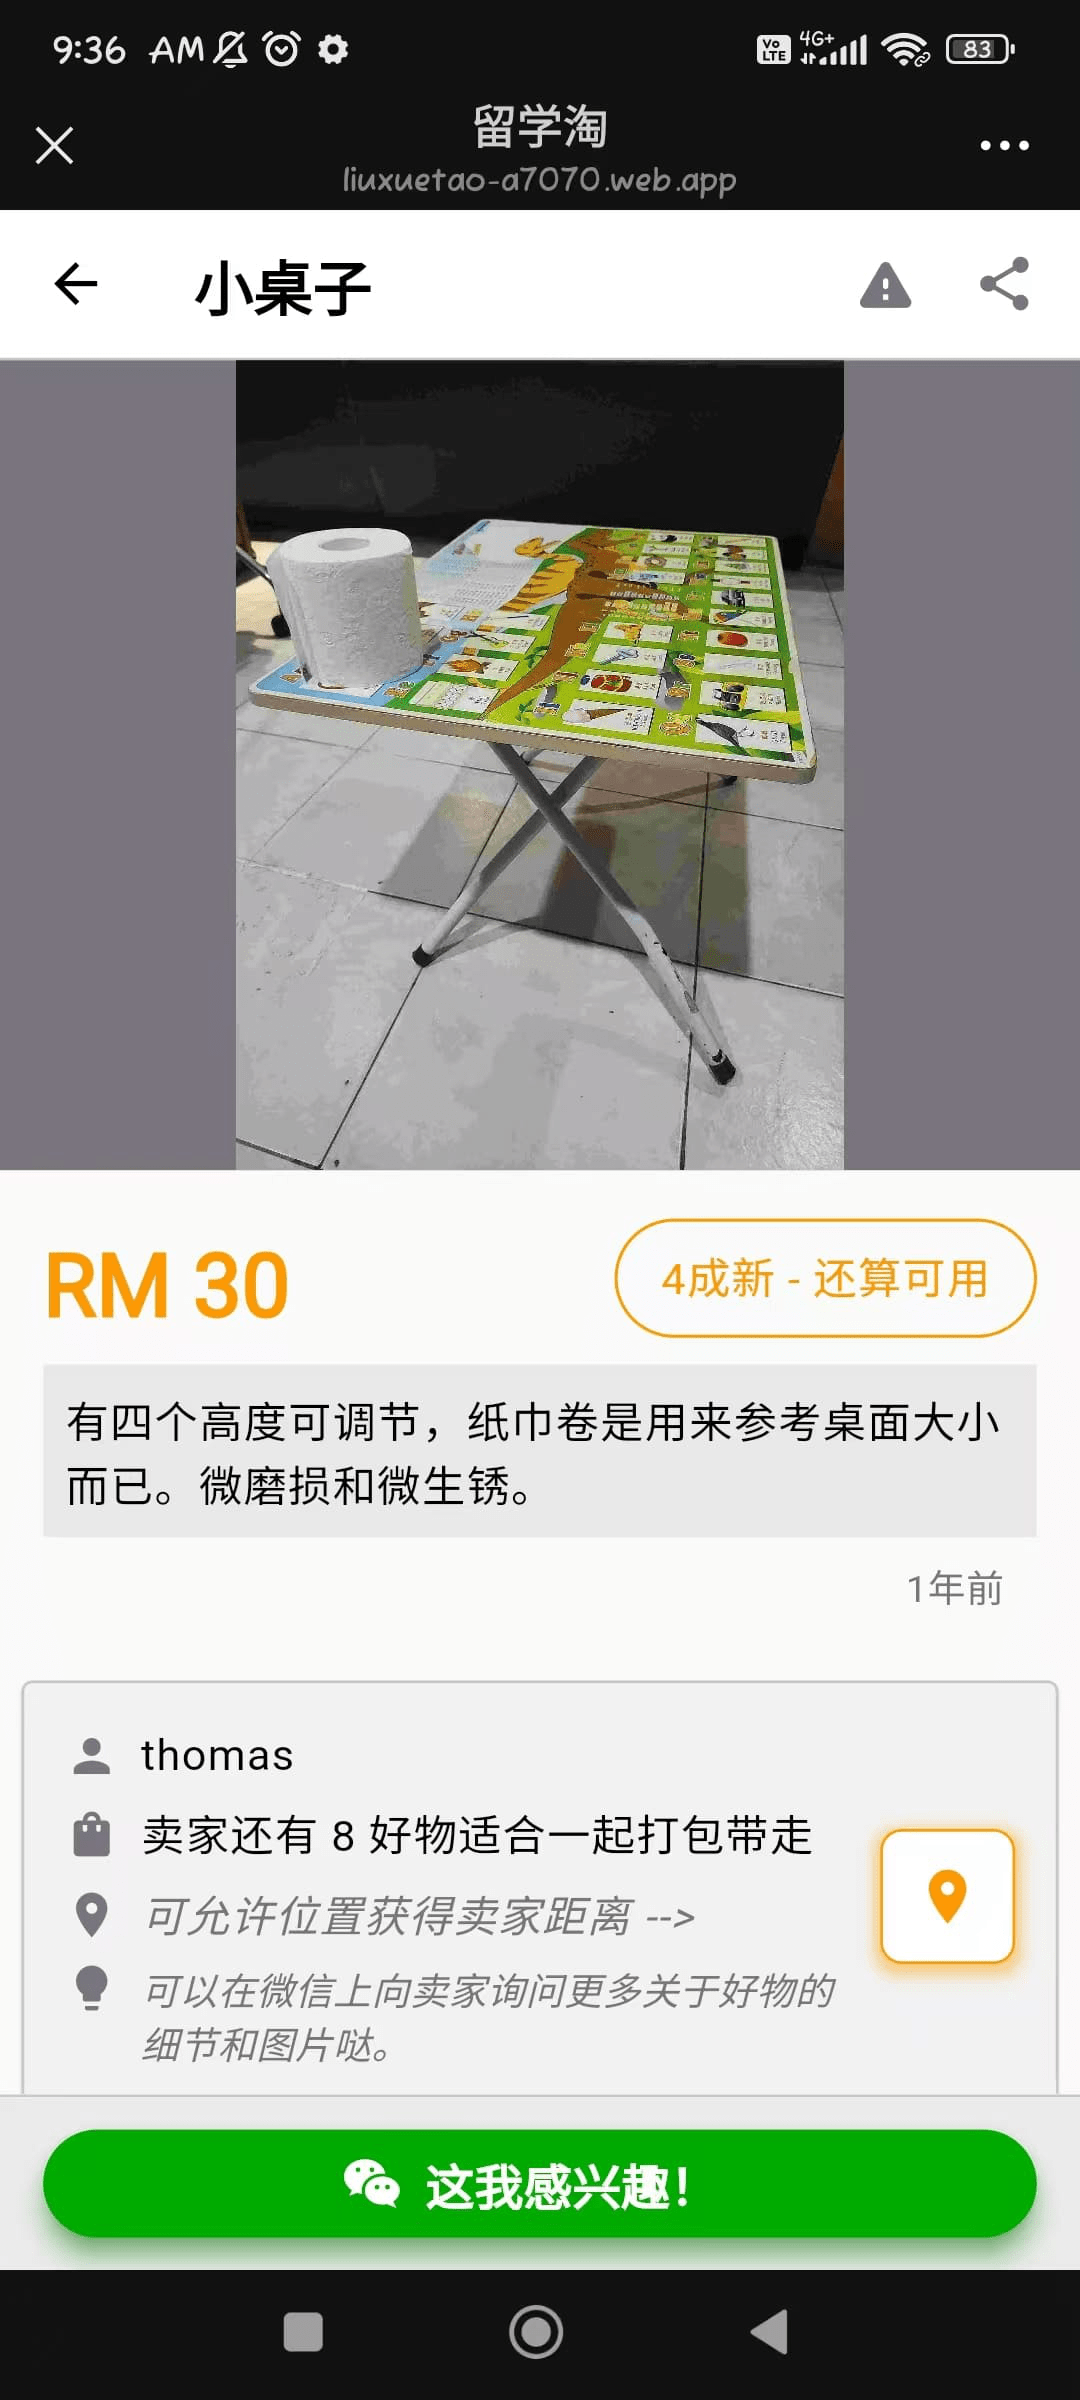 9:36 AM
Vo LTE 4G+ 83
留学淘
liuxuetao-a7070.web.app
小桌子
RM 30
4成新 - 还算可用
有四个高度可调节，纸巾卷是用来参考桌面大小
而已。微磨损和微生锈。
1年前
thomas
卖家还有 8 好物适合一起打包带走
可允许位置获得卖家距离 -->
可以在微信上向卖家询问更多关于好物的
细节和图片哒。
这我感兴趣！